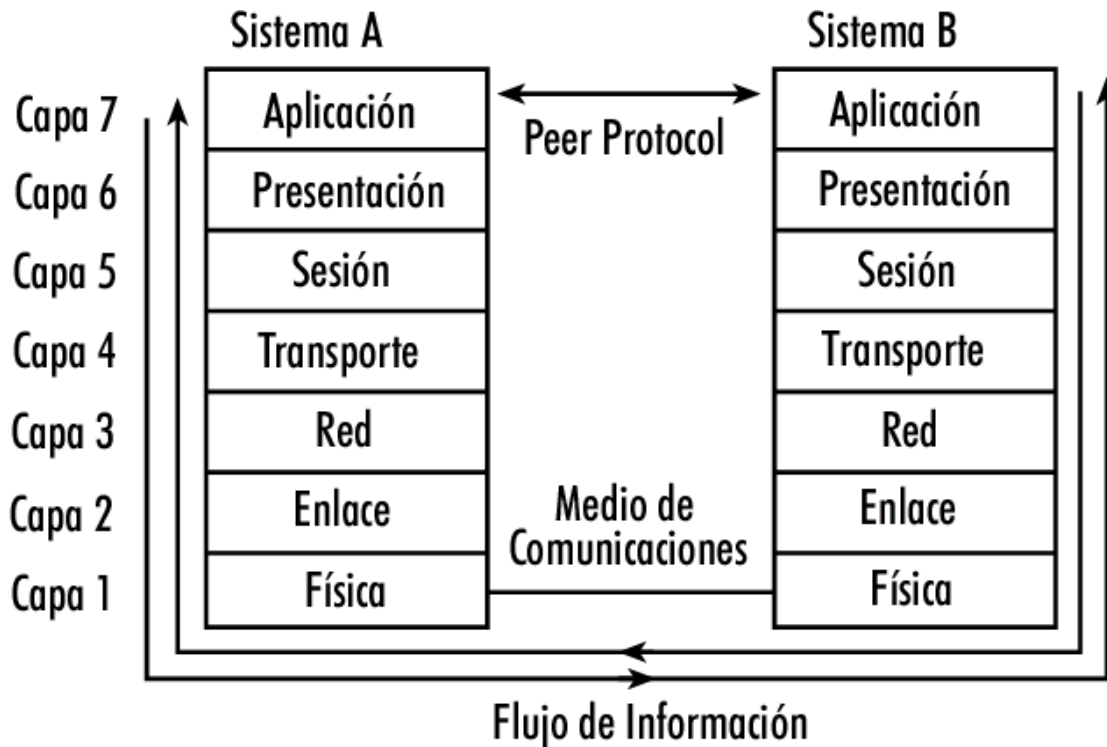 Sistema A
Sistema B
Capa 7
Aplicación
Peer Protocol
Aplicación
Capa 6
Presentación
Presentación
Capa 5
Sesión
Sesión
Capa 4
Transporte
Transporte
Capa 3
Red
Red
Capa 2
Enlace
Medio de
Comunicaciones
Enlace
Capa 1
Física
Física
Flujo de Información